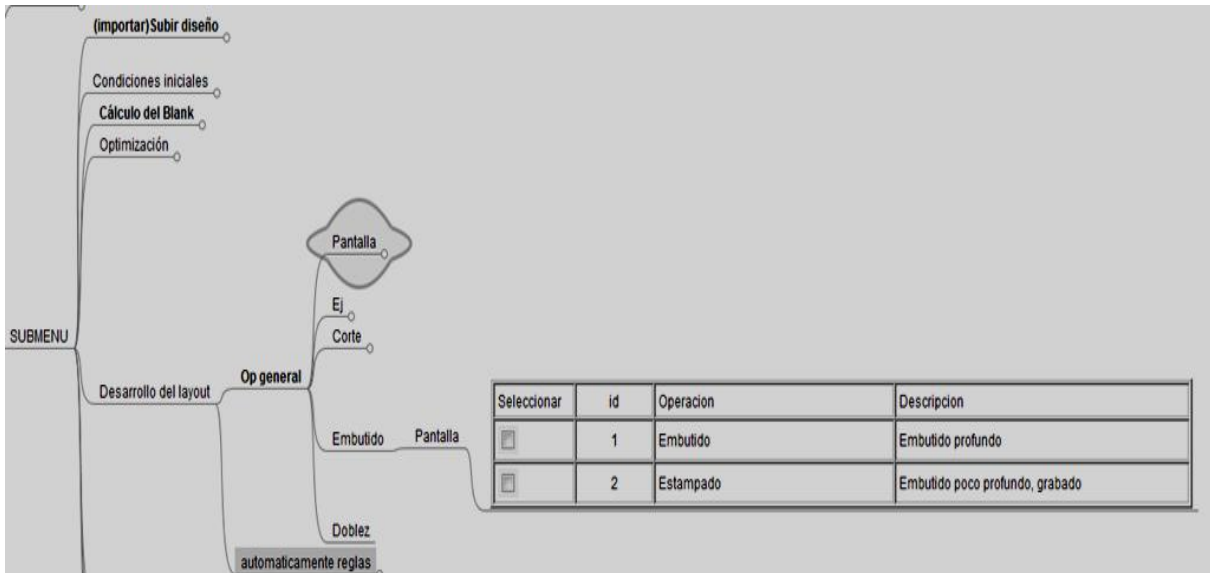 (importar)Subir diseño
Condiciones iniciales
Cálculo del Blank
Optimización
Pantalla
Ej
SUBMENU
Corte
Op general
Desarrollo del layout
Seleccionar id Operacion Descripcion
Embutido Pantalla
1 Embutido Embutido profundo
2 Estampado Embutido poco profundo, grabado
Doblez
automaticamente reglas